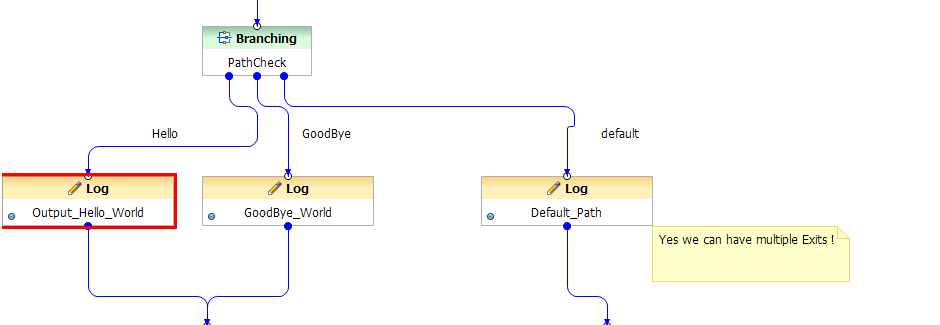 Branching
PathCheck
Hello
GoodBye
default
Log
Output_Hello_World
Log
GoodBye_World
Log
Default_Path
Yes we can have multiple Exits !